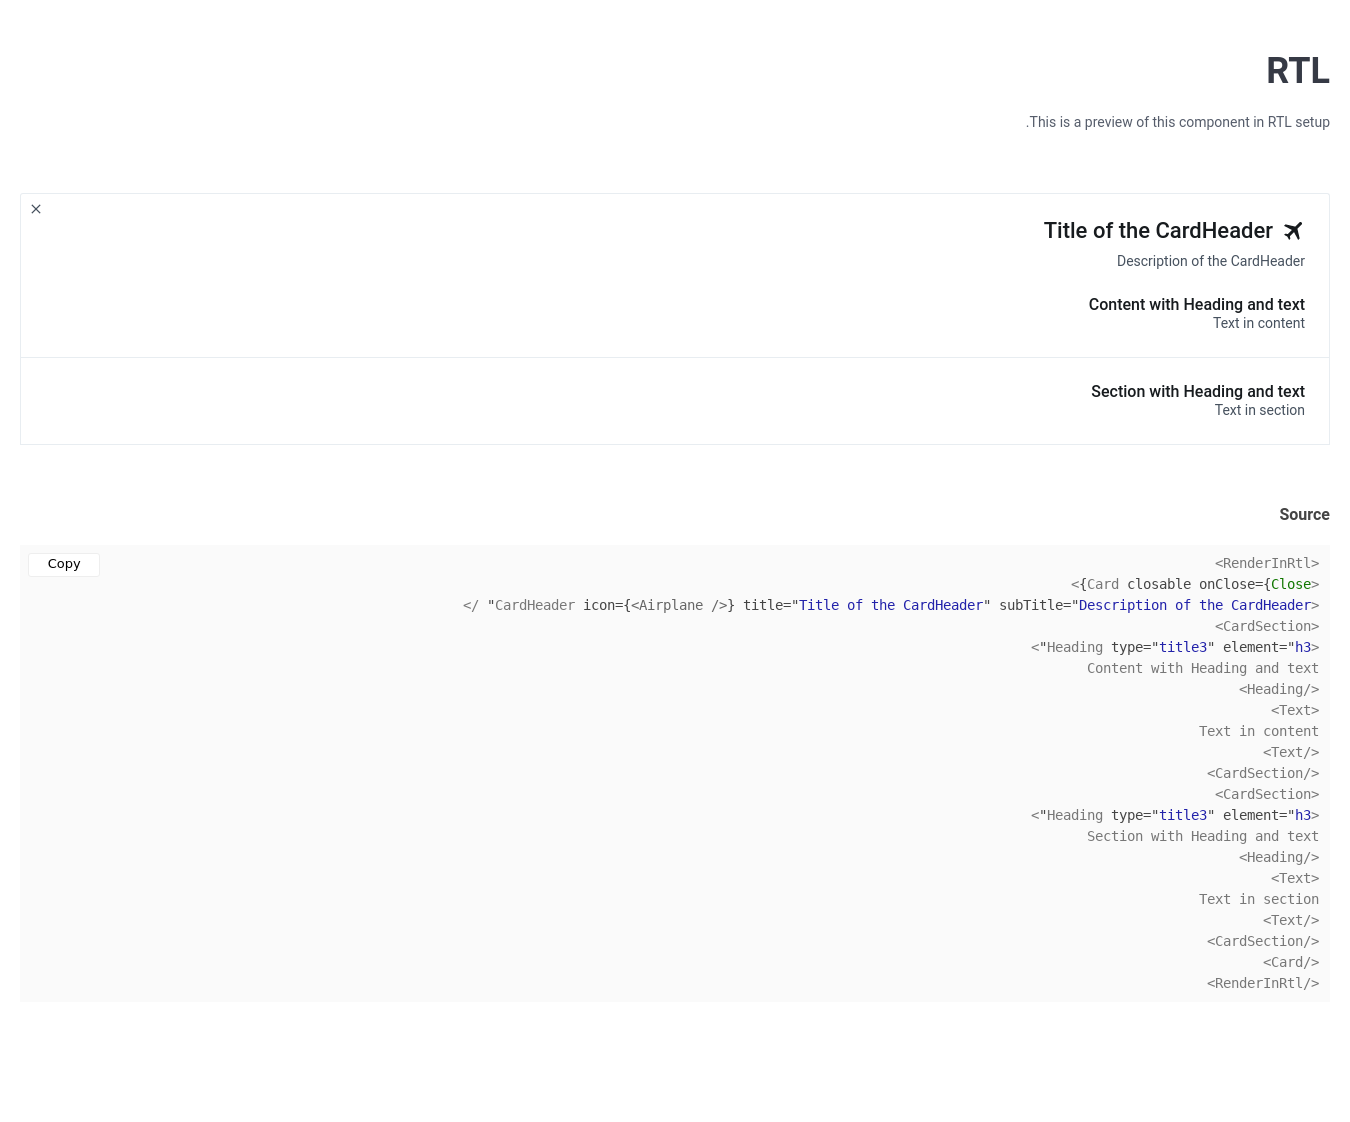 RTL
.This is a preview of this component in RTL setup
Title of the CardHeader
Description of the CardHeader
Content with Heading and text
Text in content
Section with Heading and text
Text in section
Source
Copy
<RenderInRtl>
<{Card closable onClose={Close>
</ "CardHeader icon={<Airplane />} title="Title of the CardHeader" subTitle="Description of the CardHeader>
<CardSection>
<"Heading type="title3" element="h3>
Content with Heading and text
<Heading/>
<Text>
Text in content
<Text/>
<CardSection/>
<CardSection>
<"Heading type="title3" element="h3>
Section with Heading and text
<Heading/>
<Text>
Text in section
<Text/>
<CardSection/>
<Card/>
<RenderInRtl/>